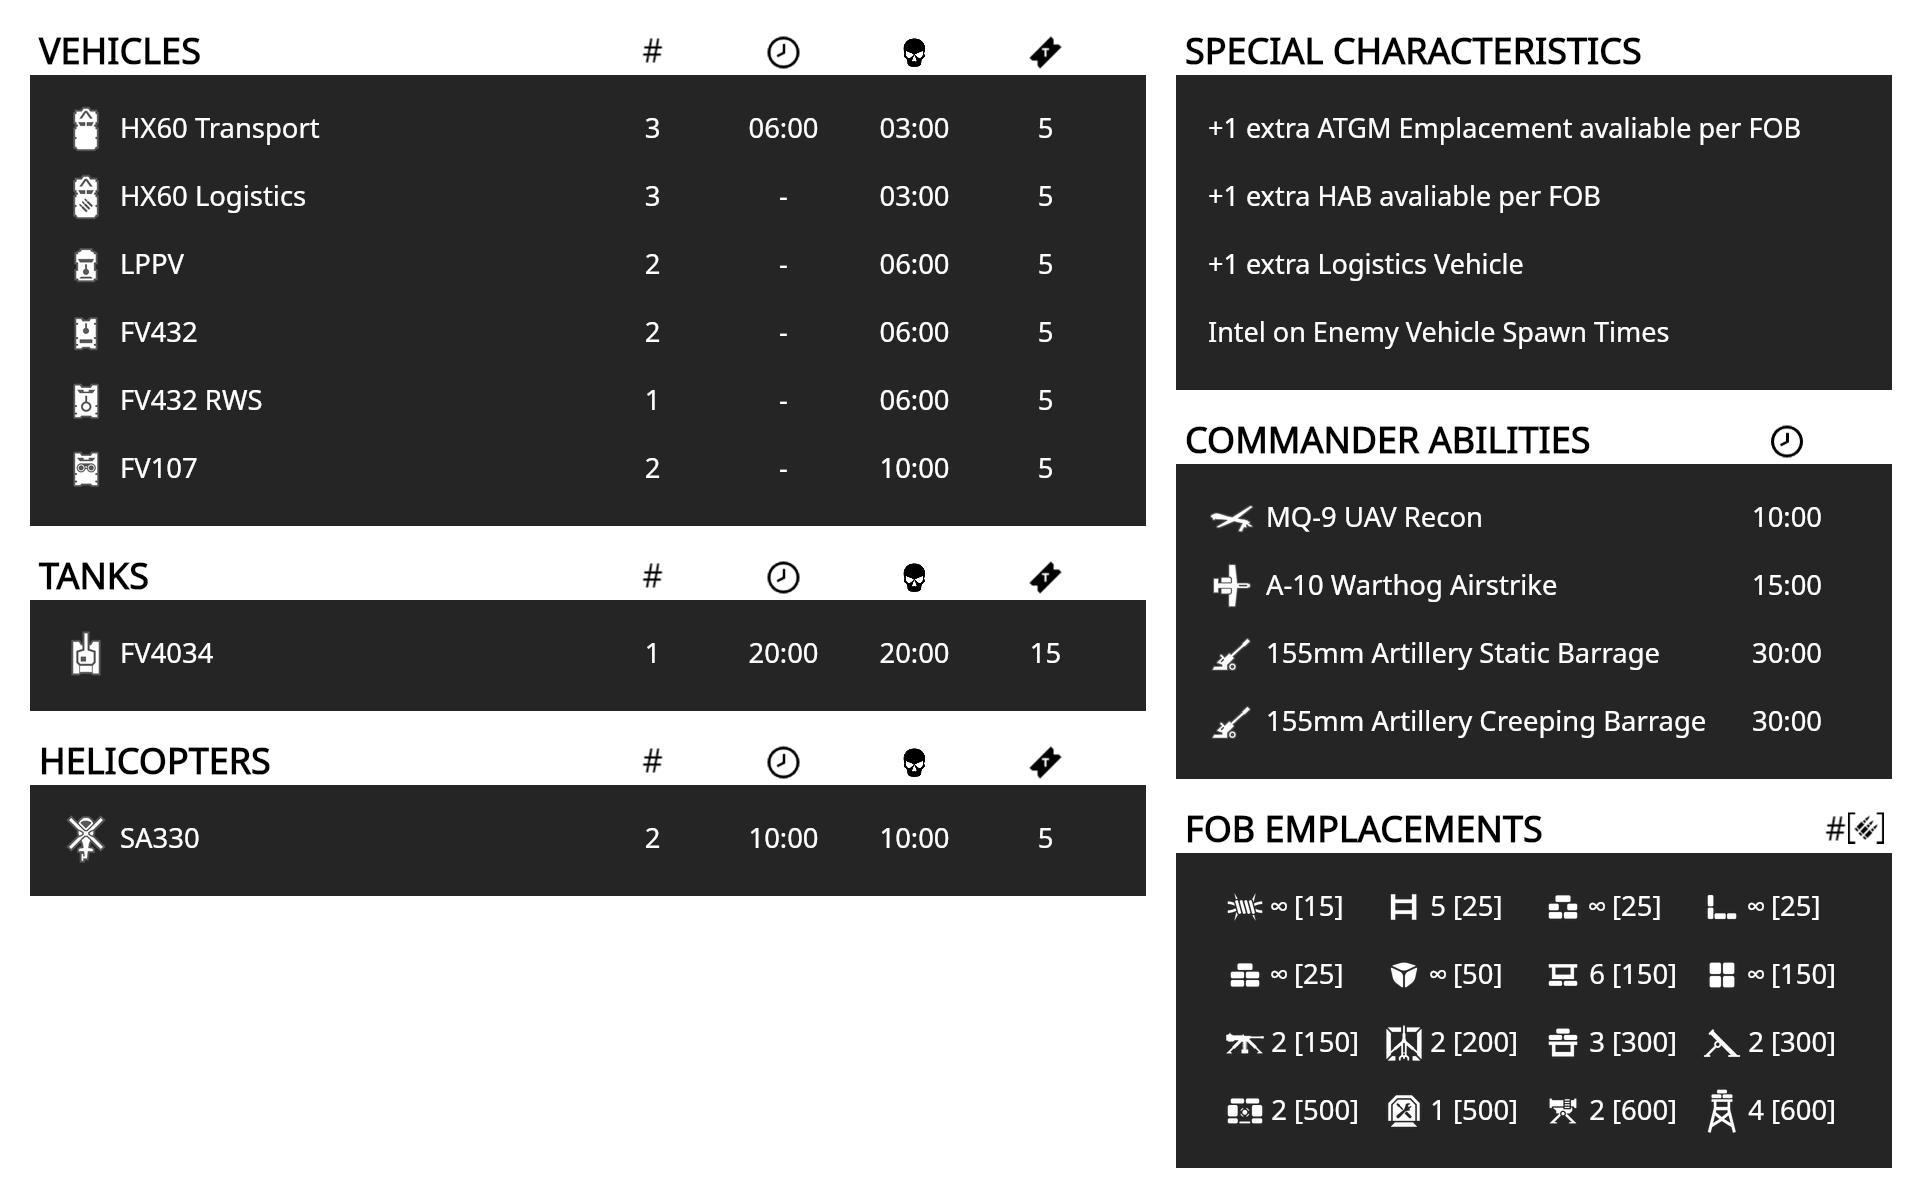 VEHICLES #
HX60 Transport 3 06:00 03:00 5
HX60 Logistics 3 - 03:00 5
LPPV 2 - 06:00 5
FV432 2 - 06:00 5
FV432 RWS 1 - 06:00 5
FV107 2 - 10:00 5
TANKS #
FV4034 1 20:00 20:00 15
HELICOPTERS #
SA330 2 10:00 10:00 5
SPECIAL CHARACTERISTICS
+1 extra ATGM Emplacement avaliable per FOB
+1 extra HAB avaliable per FOB
+1 extra Logistics Vehicle
Intel on Enemy Vehicle Spawn Times
COMMANDER ABILITIES
MQ-9 UAV Recon 10:00
A-10 Warthog Airstrike 15:00
155mm Artillery Static Barrage 30:00
155mm Artillery Creeping Barrage 30:00
FOB EMPLACEMENTS #[]
∞ [15] 5 [25] ∞ [25] ∞ [25]
∞ [25] ∞ [50] 6 [150] ∞ [150]
2 [150] 2 [200] 3 [300] 2 [300]
2 [500] 1 [500] 2 [600] 4 [600]